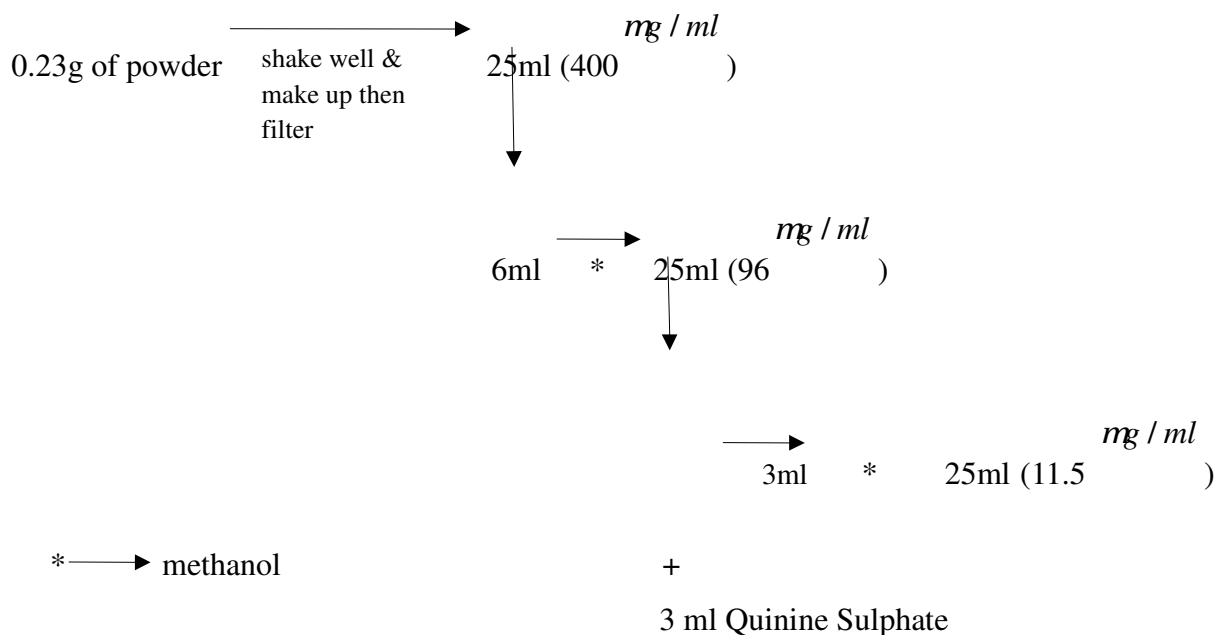 mg / ml
0.23g of powder shake well & 25ml (400 )
make up then
filter
mg / ml
6ml * 25ml (96 )
mg / ml
3ml * 25ml (11.5 )
* methanol +
3 ml Quinine Sulphate